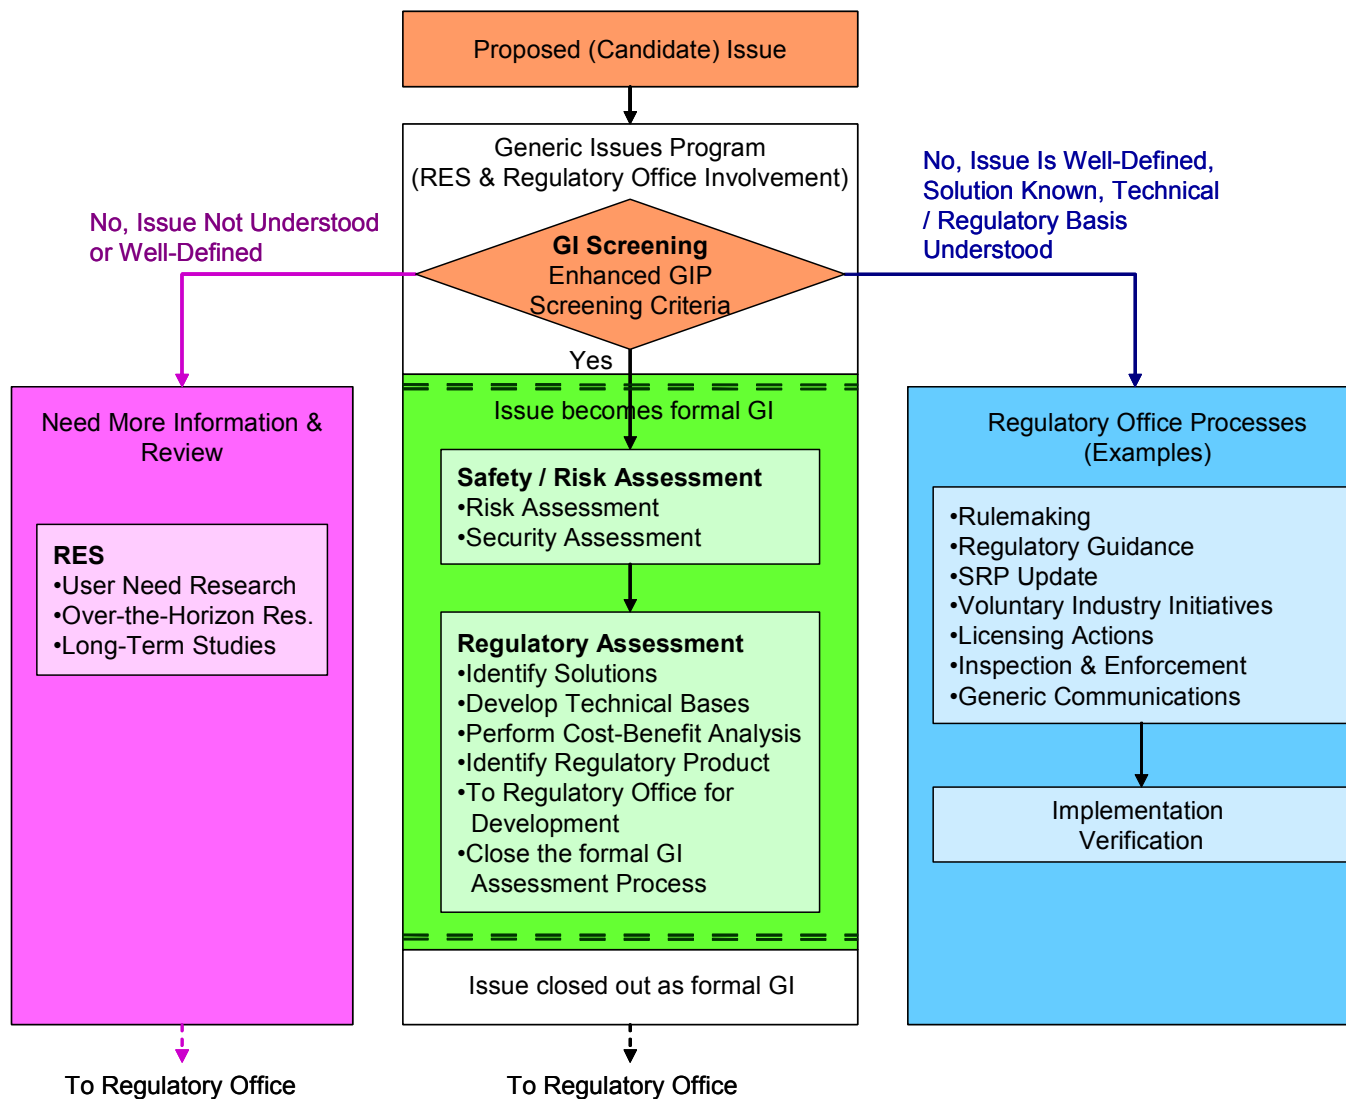 Proposed (Candidate) Issue
Generic Issues Program
(RES & Regulatory Office Involvement)
No, Issue Not Understood
or Well-Defined
No, Issue Is Well-Defined,
Solution Known, Technical
/ Regulatory Basis
Understood
GI Screening
Enhanced GIP
Screening Criteria
Yes
Need More Information &
Review
RES
•User Need Research
•Over-the-Horizon Res.
•Long-Term Studies
To Regulatory Office
Issue becomes formal GI
Safety / Risk Assessment
•Risk Assessment
•Security Assessment
Regulatory Assessment
•Identify Solutions
•Develop Technical Bases
•Perform Cost-Benefit Analysis
•Identify Regulatory Product
•To Regulatory Office for
Development
•Close the formal GI
Assessment Process
Issue closed out as formal GI
To Regulatory Office
Regulatory Office Processes
(Examples)
•Rulemaking
•Regulatory Guidance
•SRP Update
•Voluntary Industry Initiatives
•Licensing Actions
•Inspection & Enforcement
•Generic Communications
Implementation
Verification